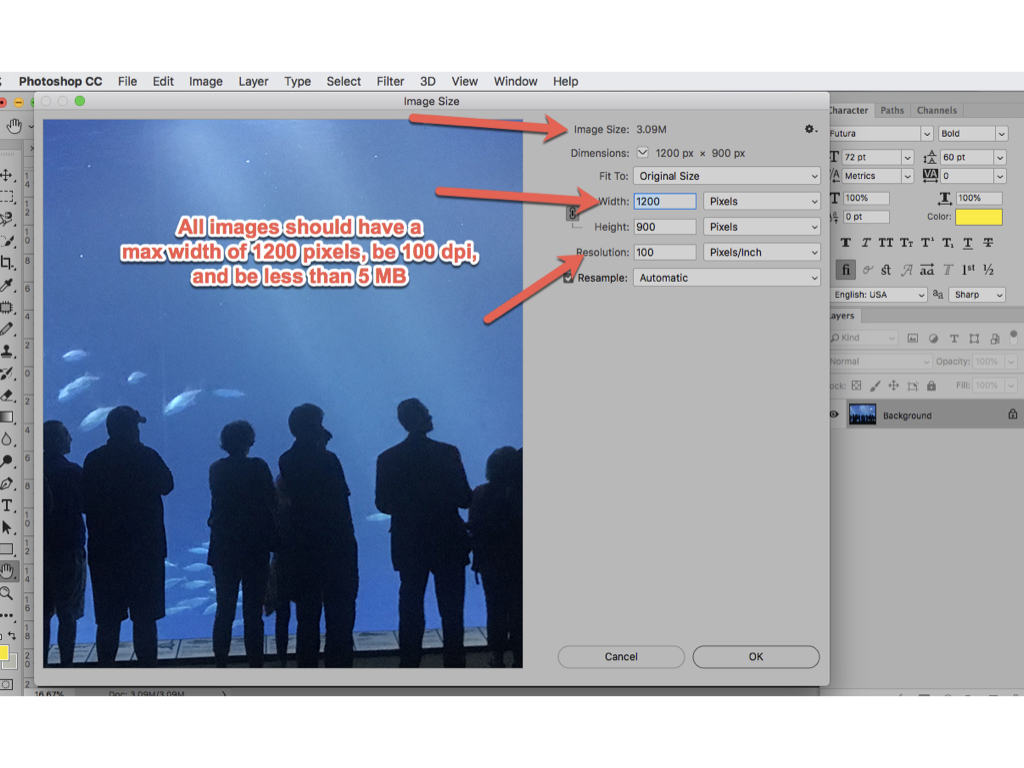 Photoshop CC File Edit Image Layer Type Select Filter 3D View Window Help
Image Size
Image Size: 3.09M
Dimensions: 1200 px × 900 px
Fit To: Original Size
Width: 1200 Pixels
Height: 900 Pixels
Resolution: 100 Pixels/Inch
Resample: Automatic
All images should have a
max width of 1200 pixels, be 100 dpi,
and be less than 5 MB
Cancel OK
Paths Channels
Futura Bold
72 pt 60 pt
Metrics 0
100% 100%
0 pt Color:
T T TT Tr T¹ T₁ T T
fi st A ad T 1st ½
English: USA aa Sharp
Kind
Normal Opacity: 100%
Fill: 100%
Background
16.67% Doc: 3.09M/3.09M